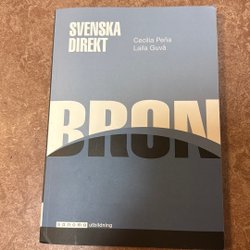 SVENSKA
DIREKT
Cecilia Peña
Laila Guvå
BRON
sanoma utbildning